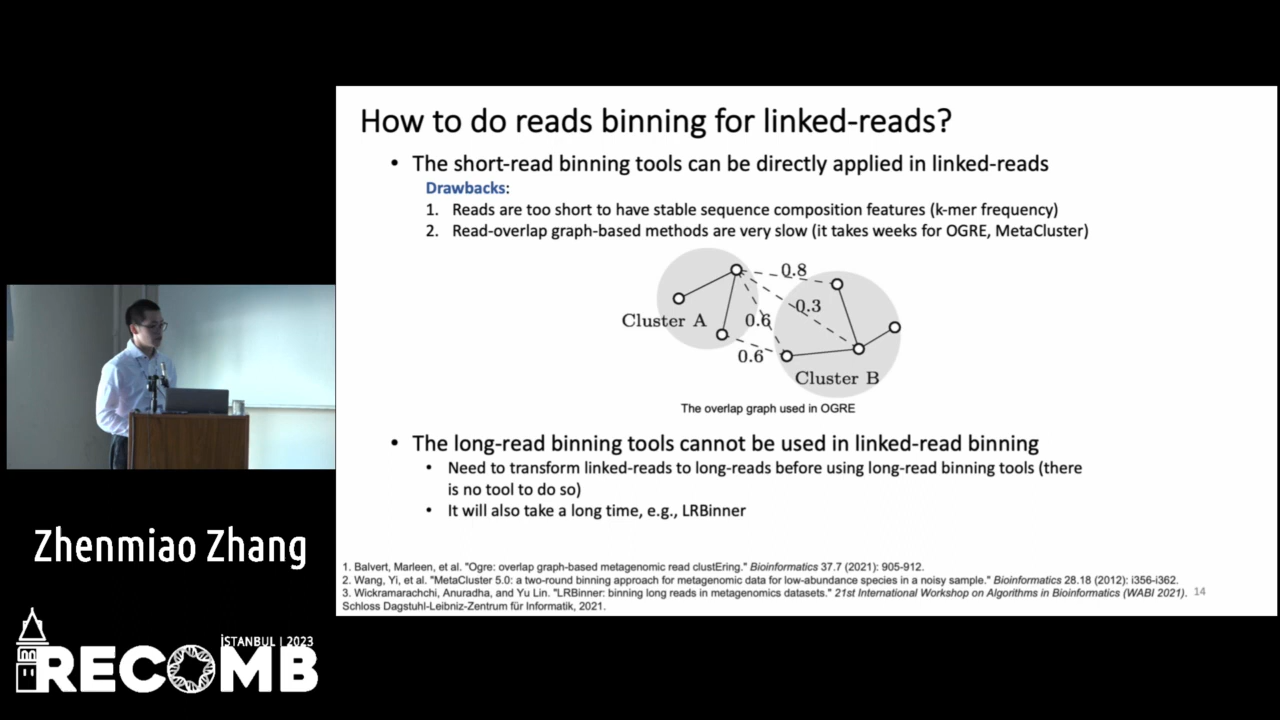 How to do reads binning for linked-reads?
• The short-read binning tools can be directly applied in linked-reads
Drawbacks:
1. Reads are too short to have stable sequence composition features (k-mer frequency)
2. Read-overlap graph-based methods are very slow (it takes weeks for OGRE, MetaCluster)
0.8
0.3
Cluster A
0.6
0.6
Cluster B
The overlap graph used in OGRE
• The long-read binning tools cannot be used in linked-read binning
• Need to transform linked-reads to long-reads before using long-read binning tools (there
is no tool to do so)
• It will also take a long time, e.g., LRBinner
1. Balvert, Marleen, et al. "Ogre: overlap graph-based metagenomic read clustEring." Bioinformatics 37.7 (2021): 905-912.
2. Wang, Yi, et al. "MetaCluster 5.0: a two-round binning approach for metagenomic data for low-abundance species in a noisy sample." Bioinformatics 28.18 (2012): i356-i362.
3. Wickramarachchi, Anuradha, and Yu Lin. "LRBinner: binning long reads in metagenomics datasets." 21st International Workshop on Algorithms in Bioinformatics (WABI 2021).
Schloss Dagstuhl-Leibniz-Zentrum für Informatik, 2021.
14
Zhenmiao Zhang
İSTANBUL | 2023
RECOMB